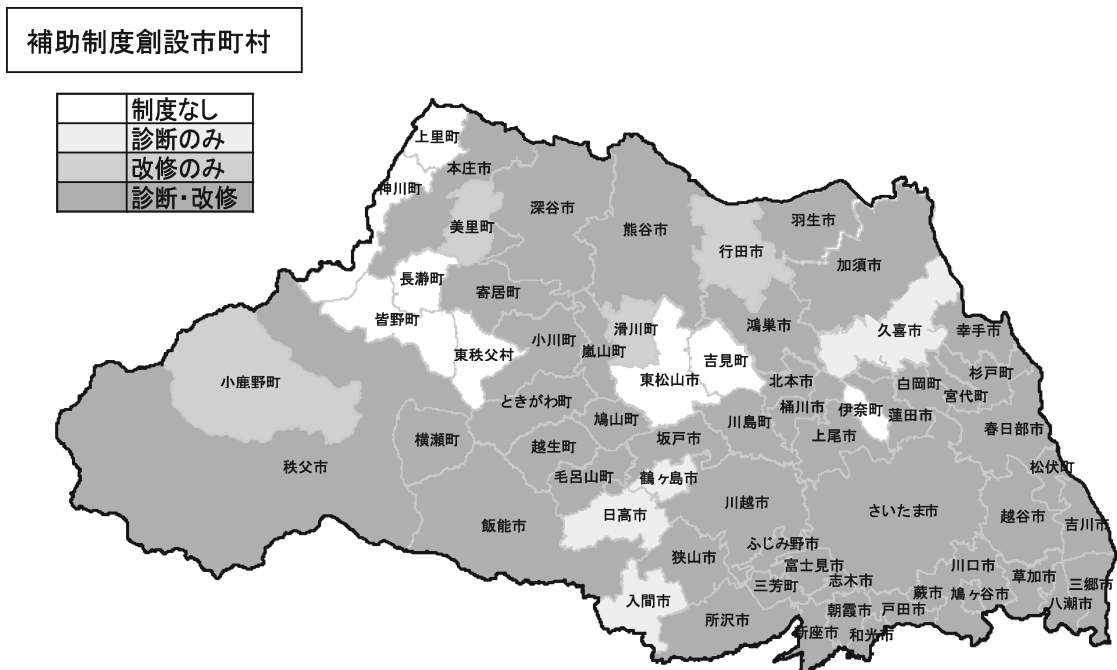 補助制度創設市町村
制度なし
診断のみ
改修のみ
診断・改修
上里町
本庄市
神川町
美里町
深谷市
熊谷市
行田市
羽生市
加須市
長瀞町
寄居町
皆野町
小川町
滑川町
嵐山町
東秩父村
東松山市
吉見町
鴻巣市
久喜市
幸手市
小鹿野町
ときがわ町
鳩山町
北本市
桶川市
伊奈町
白岡町
杉戸町
宮代町
蓮田市
横瀬町
越生町
坂戸市
川島町
上尾市
春日部市
秩父市
毛呂山町
鶴ヶ島市
松伏町
飯能市
日高市
川越市
さいたま市
越谷市
吉川市
狭山市
ふじみ野市
富士見市
三芳町
志木市
川口市
草加市
三郷市
入間市
所沢市
朝霞市
戸田市
蕨市
鳩ヶ谷市
八潮市
新座市
和光市